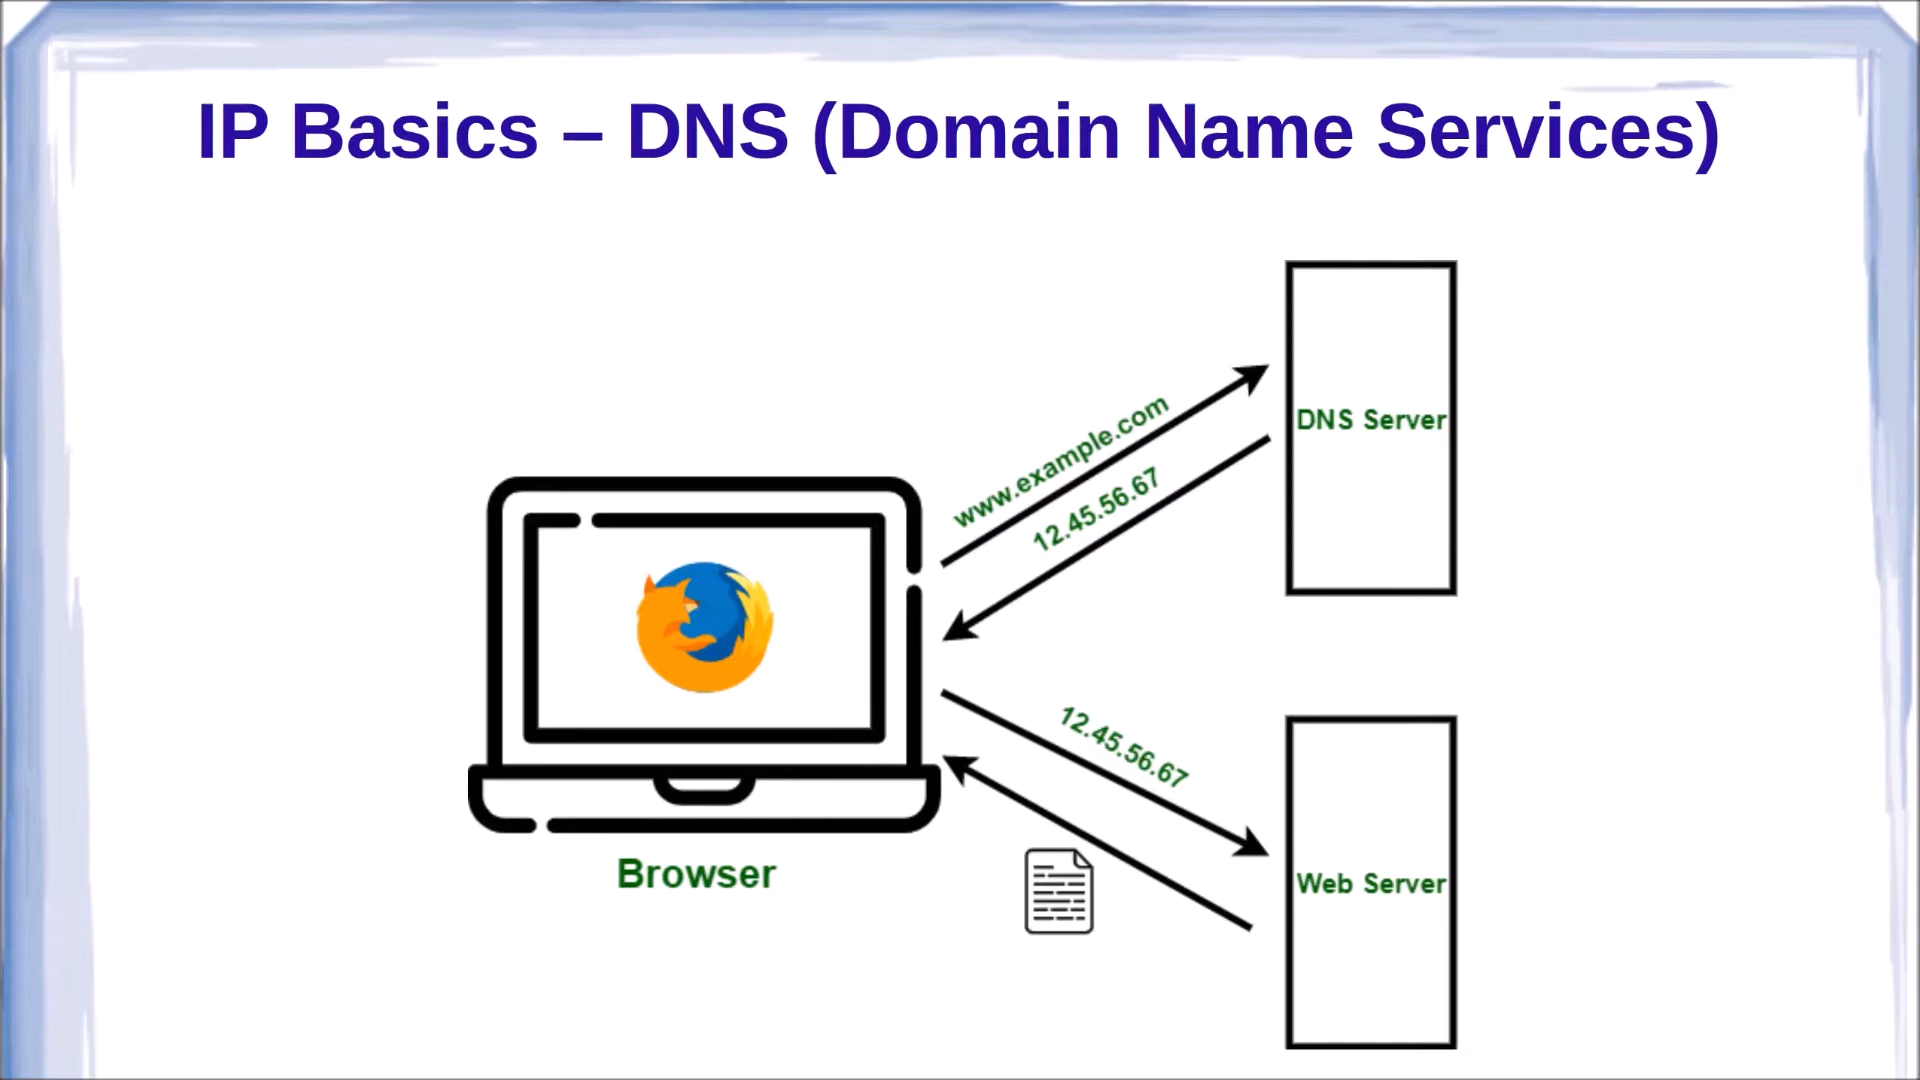 IP Basics – DNS (Domain Name Services)
www.example.com
12.45.56.67
DNS Server
12.45.56.67
Web Server
Browser